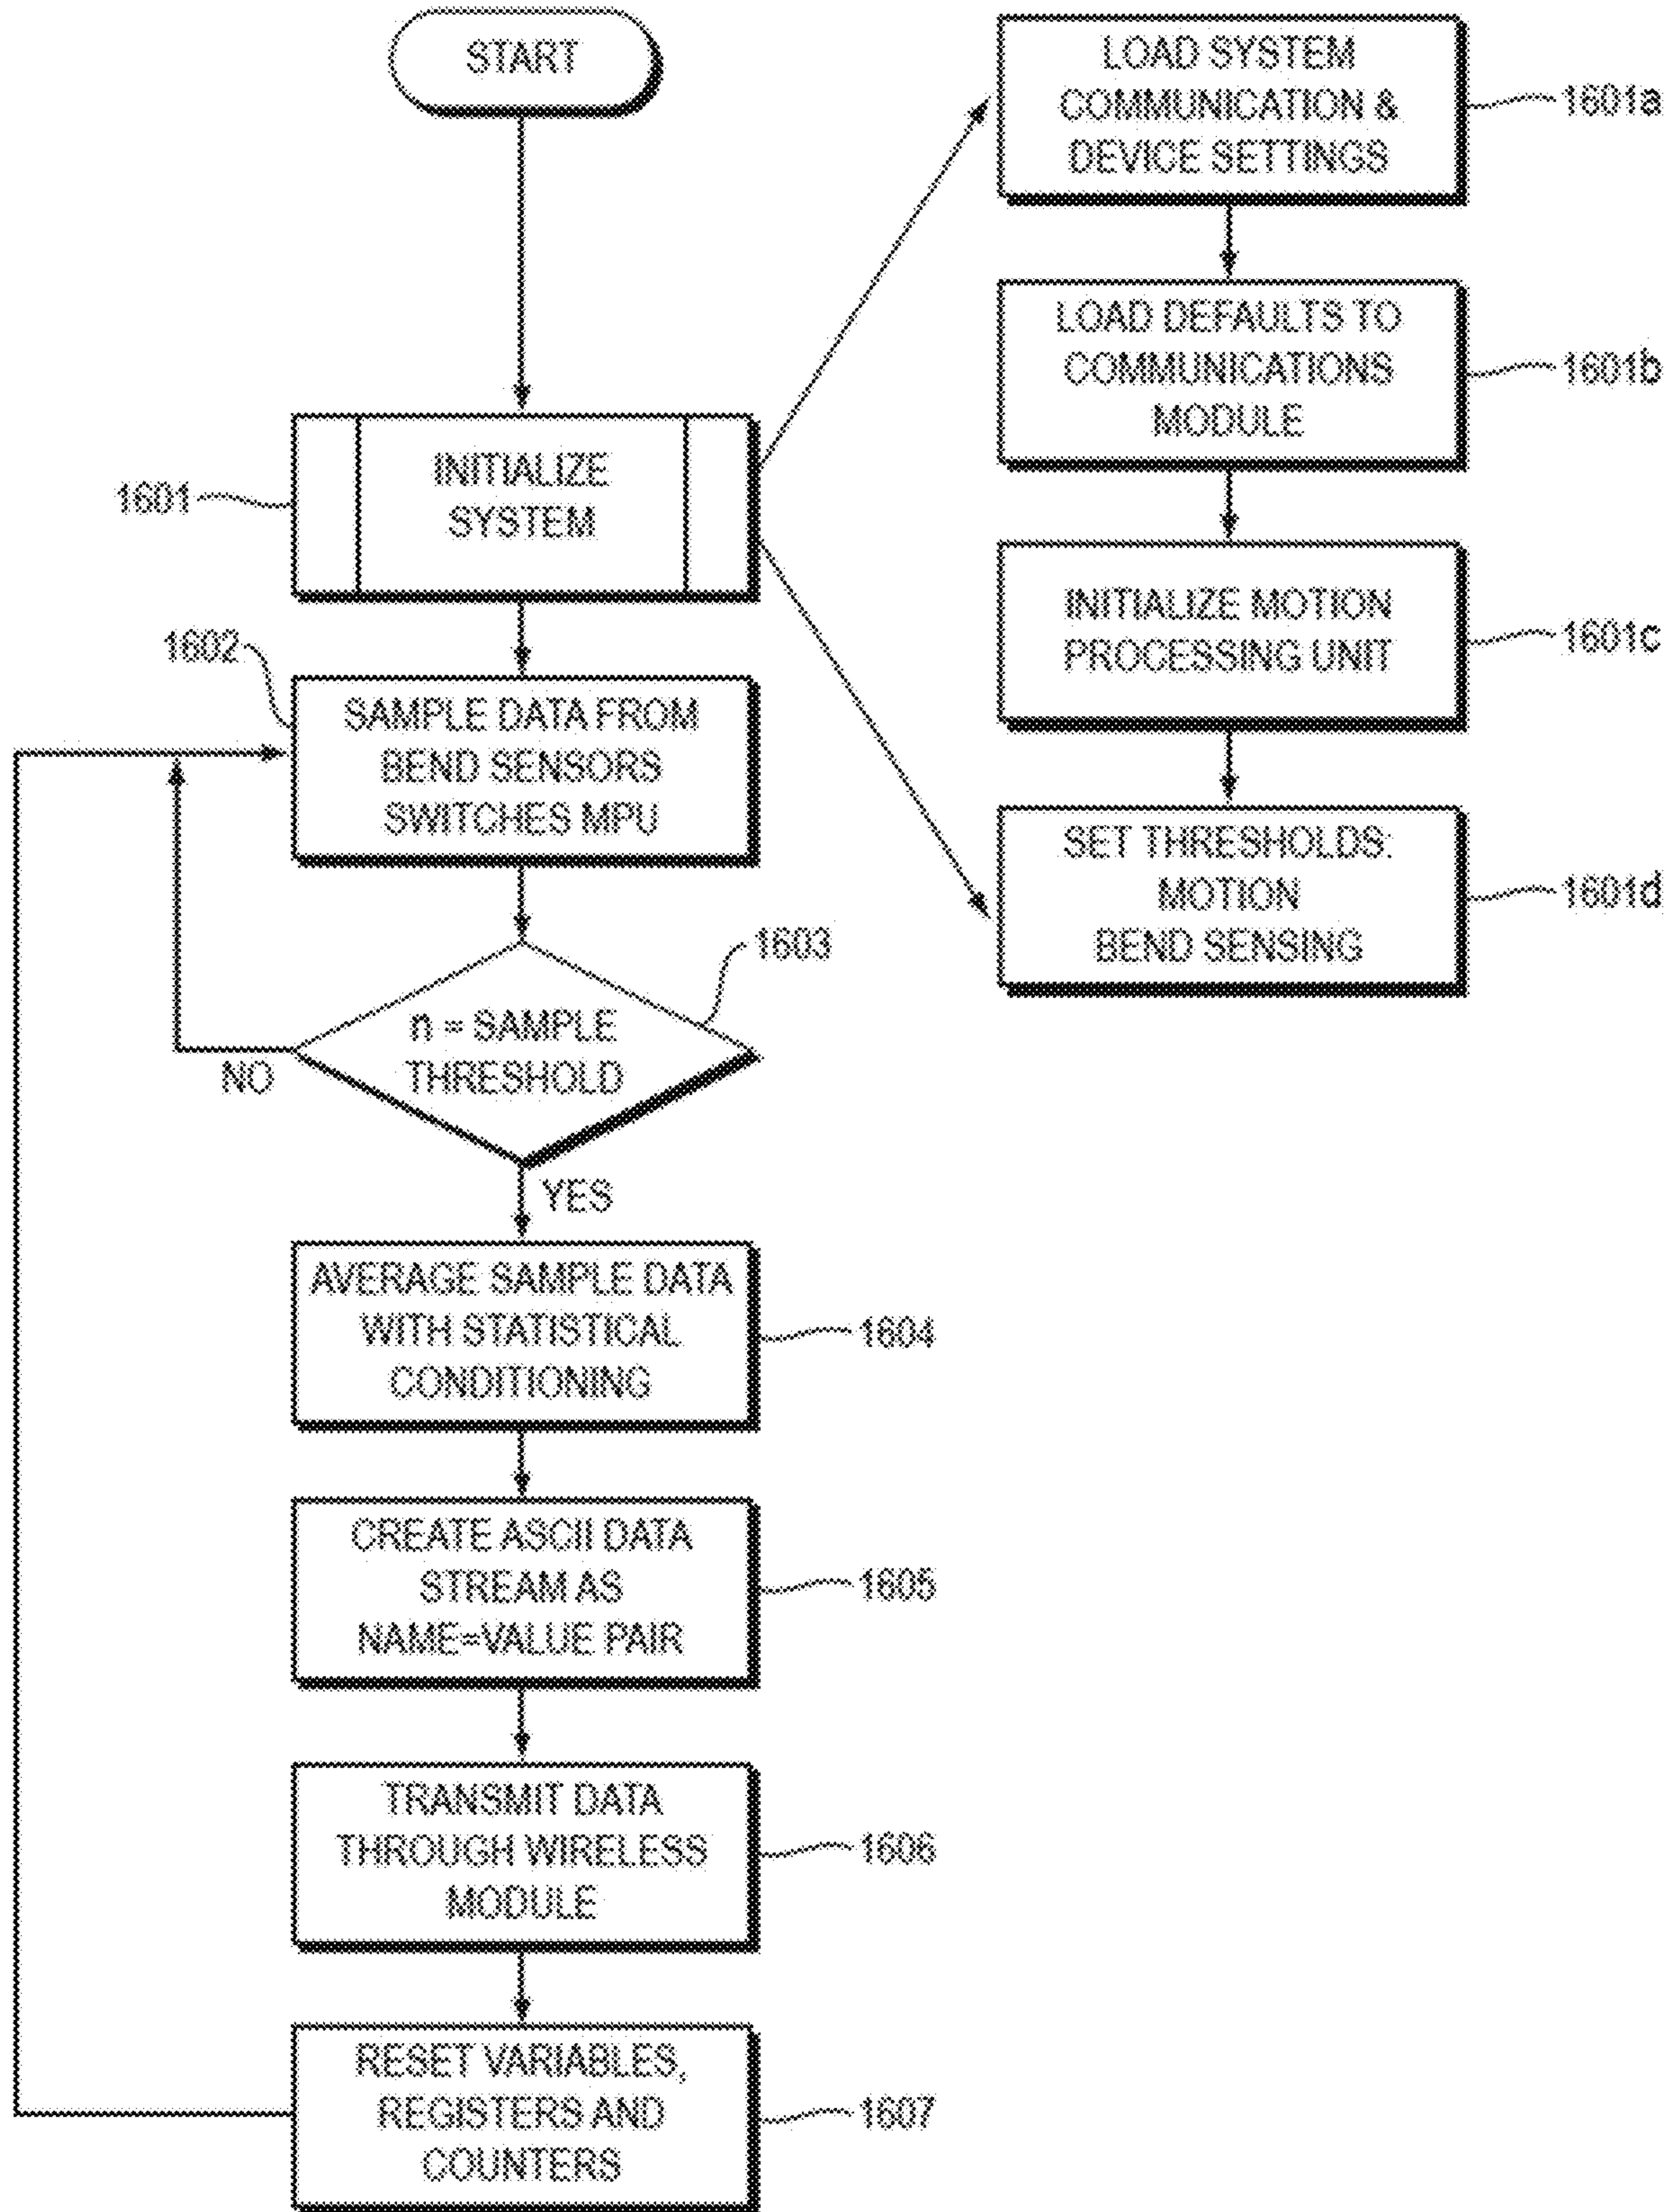 START
1601
INITIALIZE
SYSTEM
LOAD SYSTEM
COMMUNICATION &
DEVICE SETTINGS
1601a
LOAD DEFAULTS TO
COMMUNICATIONS
MODULE
1601b
INITIALIZE MOTION
PROCESSING UNIT
1601c
SET THRESHOLDS:
MOTION
BEND SENSING
1601d
1602
SAMPLE DATA FROM
BEND SENSORS
SWITCHES MPU
1603
n = SAMPLE
THRESHOLD
NO
YES
AVERAGE SAMPLE DATA
WITH STATISTICAL
CONDITIONING
1604
CREATE ASCII DATA
STREAM AS
NAME=VALUE PAIR
1605
TRANSMIT DATA
THROUGH WIRELESS
MODULE
1606
RESET VARIABLES,
REGISTERS AND
COUNTERS
1607